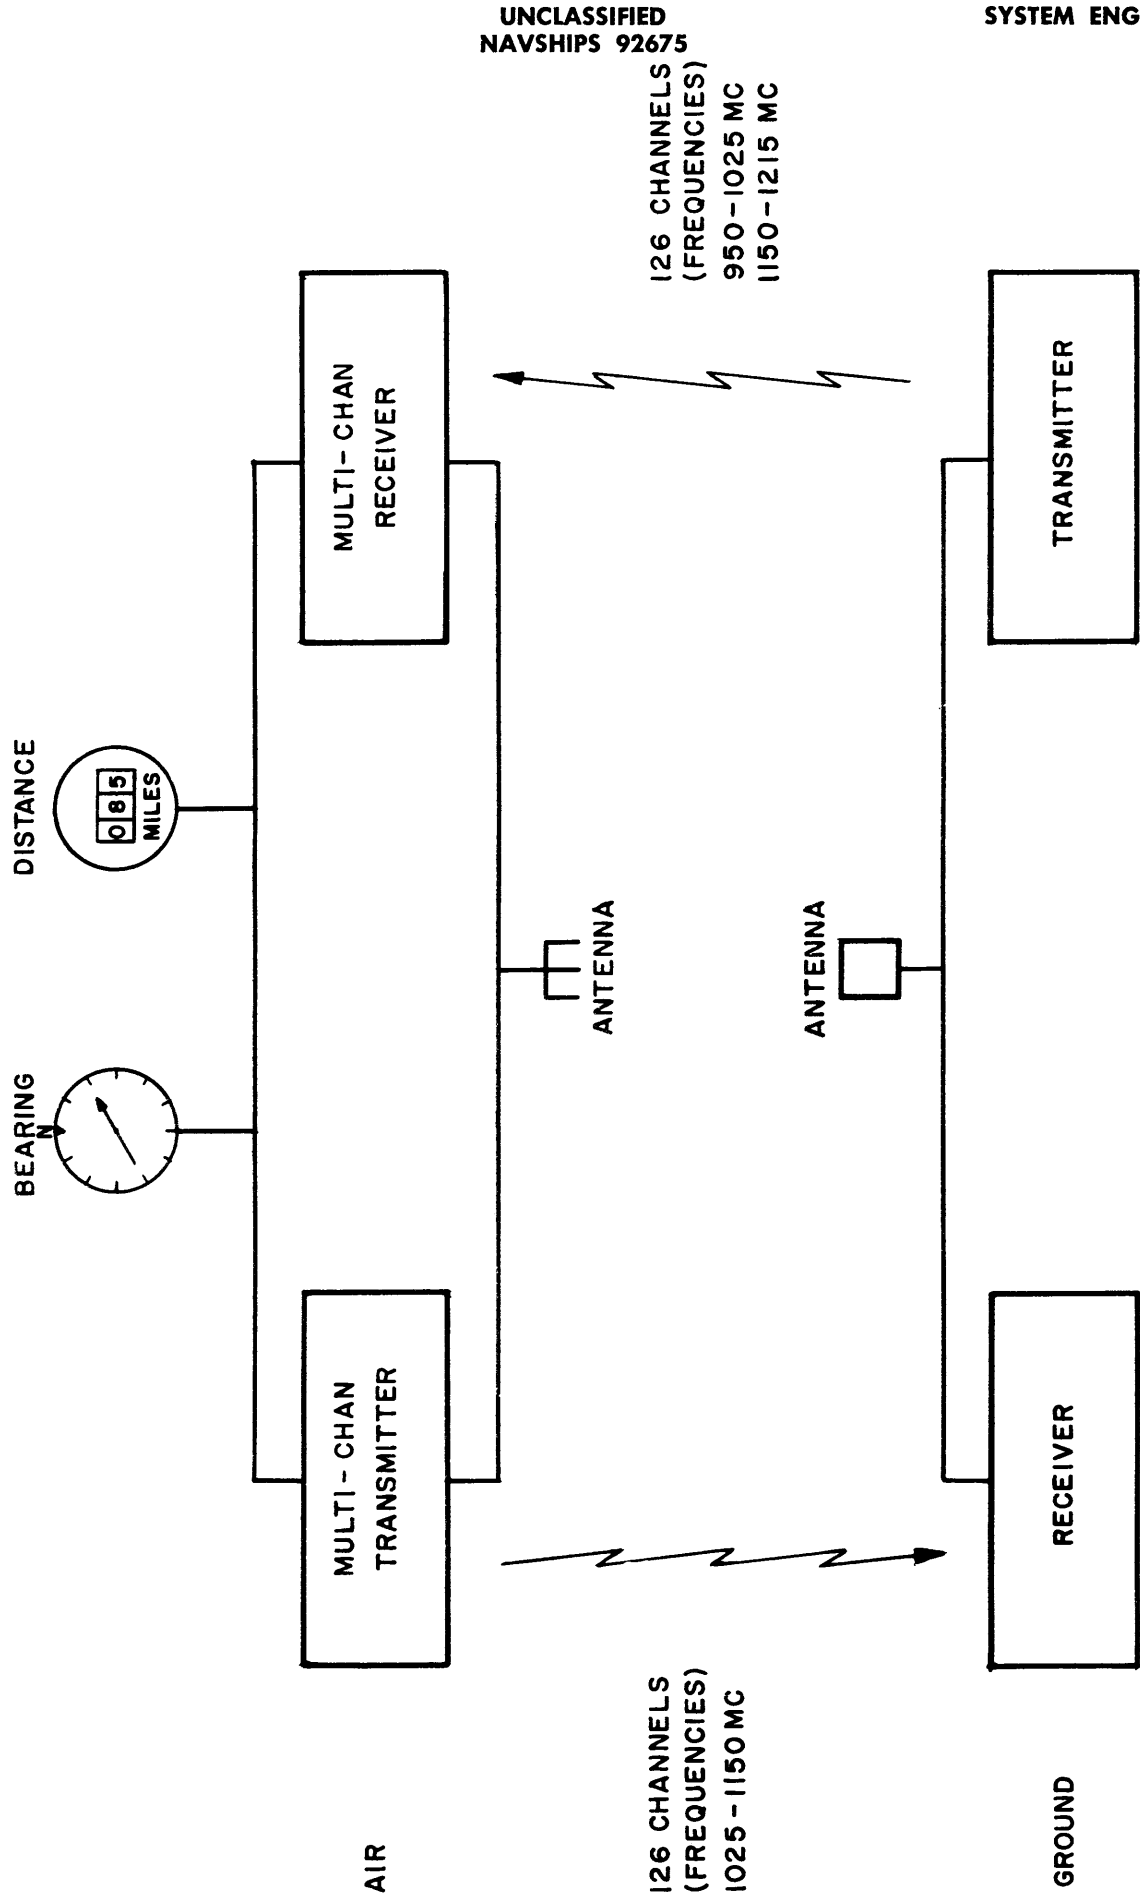 UNCLASSIFIED
NAVSHIPS 92675
SYSTEM ENG
BEARING
N
DISTANCE
085
MILES
AIR
MULTI-CHAN
TRANSMITTER
MULTI-CHAN
RECEIVER
ANTENNA
126 CHANNELS
(FREQUENCIES)
1025-1150 MC
126 CHANNELS
(FREQUENCIES)
950-1025 MC
1150-1215 MC
ANTENNA
GROUND
RECEIVER
TRANSMITTER